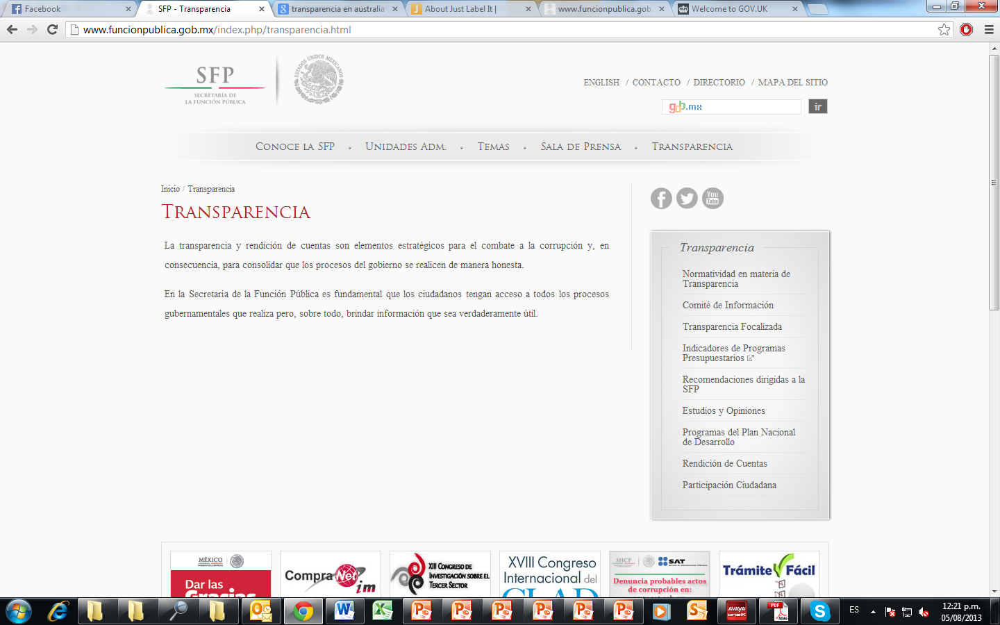 Facebook
SFP - Transparencia
transparencia en australia
About Just Label It |
www.funcionpublica.gob.
Welcome to GOV.UK
www.funcionpublica.gob.mx/index.php/transparencia.html
SFP
SECRETARÍA DE
LA FUNCIÓN PÚBLICA
ESTADOS UNIDOS MEXICANOS
ENGLISH / CONTACTO / DIRECTORIO / MAPA DEL SITIO
gob.mx
ir
Conoce la SFP • Unidades Adm. • Temas • Sala de Prensa • Transparencia
Inicio / Transparencia
Transparencia
La transparencia y rendición de cuentas son elementos estratégicos para el combate a la corrupción y, en
consecuencia, para consolidar que los procesos del gobierno se realicen de manera honesta.
En la Secretaria de la Función Pública es fundamental que los ciudadanos tengan acceso a todos los procesos
gubernamentales que realiza pero, sobre todo, brindar información que sea verdaderamente útil.
You
Tube
Transparencia
Normatividad en materia de
Transparencia
Comité de Información
Transparencia Focalizada
Indicadores de Programas
Presupuestarios
Recomendaciones dirigidas a la
SFP
Estudios y Opiniones
Programas del Plan Nacional
de Desarrollo
Rendición de Cuentas
Participación Ciudadana
MÉXICO
Dar las
Gracias
CompraNet
im
XIII Congreso de
Investigación sobre el
Tercer Sector
XVIII Congreso
Internacional del
CLAD
SHCP
SAT
Denuncia probables actos
de corrupción en:
Trámite Fácil
AVAYA
one-X
PDF
Adobe
ES
12:21 p.m.
05/08/2013